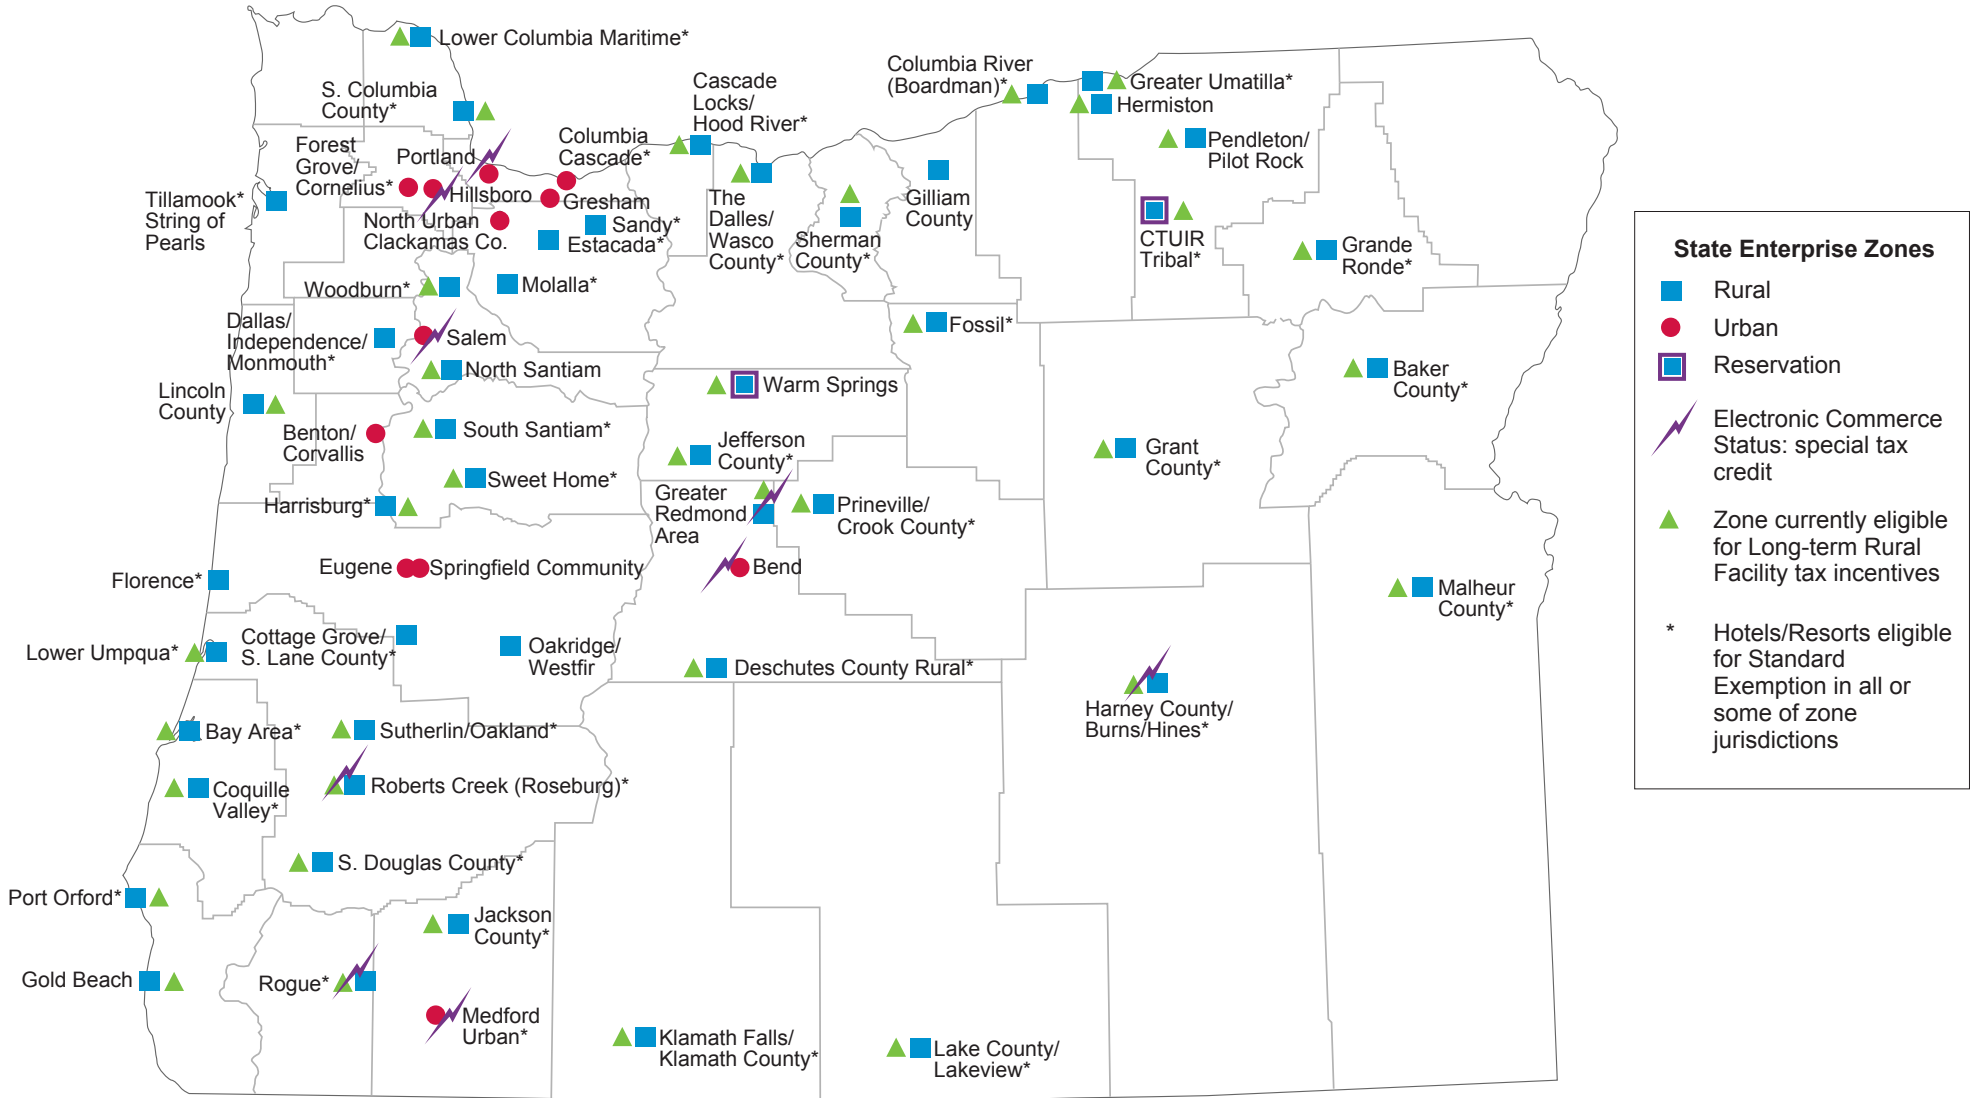 Lower Columbia Maritime*
S. Columbia
County*
Forest
Grove/
Cornelius*
Portland
Hillsboro
Columbia
Cascade*
Gresham
Tillamook*
String of
Pearls
North Urban
Clackamas Co.
Sandy*
Estacada*
Cascade
Locks/
Hood River*
The
Dalles/
Wasco
County*
Sherman
County*
Gilliam
County
Columbia River
(Boardman)*
Greater Umatilla*
Hermiston
Pendleton/
Pilot Rock
CTUIR
Tribal*
Grande
Ronde*
Woodburn*
Molalla*
Dallas/
Independence/
Monmouth*
Salem
North Santiam
Fossil*
Baker
County*
Lincoln
County
Benton/
Corvallis
South Santiam*
Warm Springs
Jefferson
County*
Grant
County*
Sweet Home*
Harrisburg*
Greater
Redmond
Area
Prineville/
Crook County*
Eugene
Springfield Community
Bend
Florence*
Malheur
County*
Lower Umpqua*
Cottage Grove/
S. Lane County*
Oakridge/
Westfir
Deschutes County Rural*
Harney County/
Burns/Hines*
Bay Area*
Sutherlin/Oakland*
Coquille
Valley*
Roberts Creek (Roseburg)*
S. Douglas County*
Port Orford*
Jackson
County*
Gold Beach
Rogue*
Medford
Urban*
Klamath Falls/
Klamath County*
Lake County/
Lakeview*
State Enterprise Zones
Rural
Urban
Reservation
Electronic Commerce
Status: special tax
credit
Zone currently eligible
for Long-term Rural
Facility tax incentives
* Hotels/Resorts eligible
for Standard
Exemption in all or
some of zone
jurisdictions